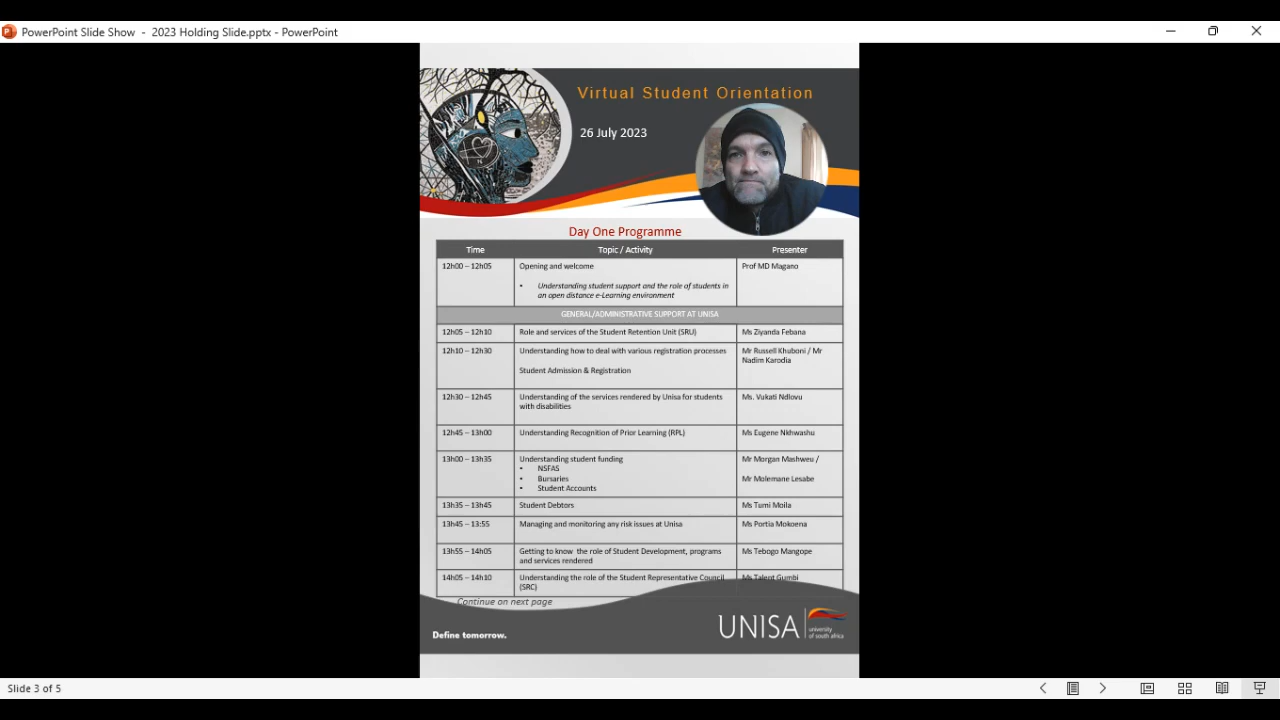 PowerPoint Slide Show - 2023 Holding Slide.pptx - PowerPoint
Virtual Student Orientation
26 July 2023
Day One Programme
Time Topic / Activity Presenter
12h00 – 12h05 Opening and welcome Prof MD Magano
• Understanding student support and the role of students in
an open distance e-Learning environment
GENERAL/ADMINISTRATIVE SUPPORT AT UNISA
12h05 – 12h10 Role and services of the Student Retention Unit (SRU) Ms Ziyanda Febana
12h10 – 12h30 Understanding how to deal with various registration processes Mr Russell Khuboni / Mr
Nadim Karodia
Student Admission & Registration
12h30 – 12h45 Understanding of the services rendered by Unisa for students Ms. Vukati Ndlovu
with disabilities
12h45 – 13h00 Understanding Recognition of Prior Learning (RPL) Ms Eugene Nkhwashu
13h00 – 13h35 Understanding student funding Mr Morgan Mashweu /
• NSFAS
• Bursaries Mr Molemane Lesabe
• Student Accounts
13h35 – 13h45 Student Debtors Ms Tumi Moila
13h45 – 13:55 Managing and monitoring any risk issues at Unisa Ms Portia Mokoena
13h55 – 14h05 Getting to know the role of Student Development, programs Ms Tebogo Mangope
and services rendered
14h05 – 14h10 Understanding the role of the Student Representative Council Ms Talent Gumbi
(SRC)
Continue on next page
Define tomorrow.
UNISA university
of south africa
Slide 3 of 5